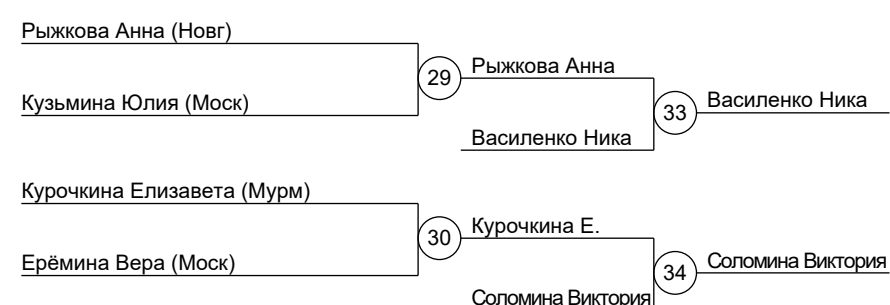 Рыжкова Анна (Новг)
29
Рыжкова Анна
Кузьмина Юлия (Моск)
33
Василенко Ника
Василенко Ника
Курочкина Елизавета (Мурм)
30
Курочкина Е.
Ерёмина Вера (Моск)
34
Соломина Виктория
Соломина Виктория